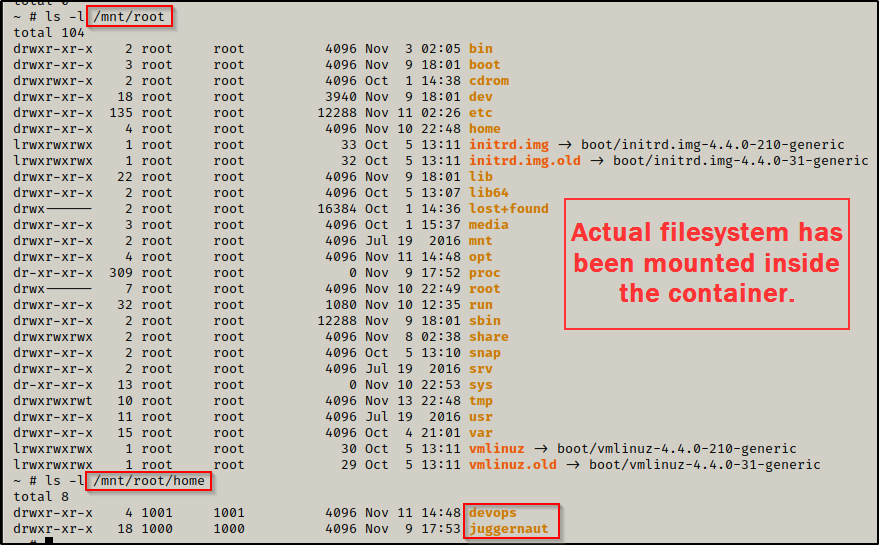 total 0
~ # ls -l /mnt/root
total 104
drwxr-xr-x 2 root root 4096 Nov 3 02:05 bin
drwxr-xr-x 3 root root 4096 Nov 9 18:01 boot
drwxrwxr-x 2 root root 4096 Oct 1 14:38 cdrom
drwxr-xr-x 18 root root 3940 Nov 9 18:01 dev
drwxr-xr-x 135 root root 12288 Nov 11 02:26 etc
drwxr-xr-x 4 root root 4096 Nov 10 22:48 home
lrwxrwxrwx 1 root root 33 Oct 5 13:11 initrd.img -> boot/initrd.img-4.4.0-210-generic
lrwxrwxrwx 1 root root 32 Oct 5 13:11 initrd.img.old -> boot/initrd.img-4.4.0-31-generic
drwxr-xr-x 22 root root 4096 Nov 9 18:01 lib
drwxr-xr-x 2 root root 4096 Oct 5 13:07 lib64
drwx------ 2 root root 16384 Oct 1 14:36 lost+found
drwxr-xr-x 3 root root 4096 Oct 1 15:37 media
drwxr-xr-x 2 root root 4096 Jul 19 2016 mnt
drwxr-xr-x 4 root root 4096 Nov 11 14:48 opt
dr-xr-xr-x 309 root root 0 Nov 9 17:52 proc
drwx------ 7 root root 4096 Nov 10 22:49 root
drwxr-xr-x 32 root root 1080 Nov 10 12:35 run
drwxr-xr-x 2 root root 12288 Nov 9 18:01 sbin
drwxrwxrwx 2 root root 4096 Nov 8 02:38 share
drwxr-xr-x 2 root root 4096 Oct 5 13:10 snap
drwxr-xr-x 2 root root 4096 Jul 19 2016 srv
dr-xr-xr-x 13 root root 0 Nov 10 22:53 sys
drwxrwxrwt 10 root root 4096 Nov 13 22:48 tmp
drwxr-xr-x 11 root root 4096 Jul 19 2016 usr
drwxr-xr-x 15 root root 4096 Oct 4 21:01 var
lrwxrwxrwx 1 root root 30 Oct 5 13:11 vmlinuz -> boot/vmlinuz-4.4.0-210-generic
lrwxrwxrwx 1 root root 29 Oct 5 13:11 vmlinuz.old -> boot/vmlinuz-4.4.0-31-generic
~ # ls -l /mnt/root/home
total 8
drwxr-xr-x 4 1001 1001 4096 Nov 11 14:48 devops
drwxr-xr-x 18 1000 1000 4096 Nov 9 17:53 juggernaut
~ #
Actual filesystem has
been mounted inside
the container.